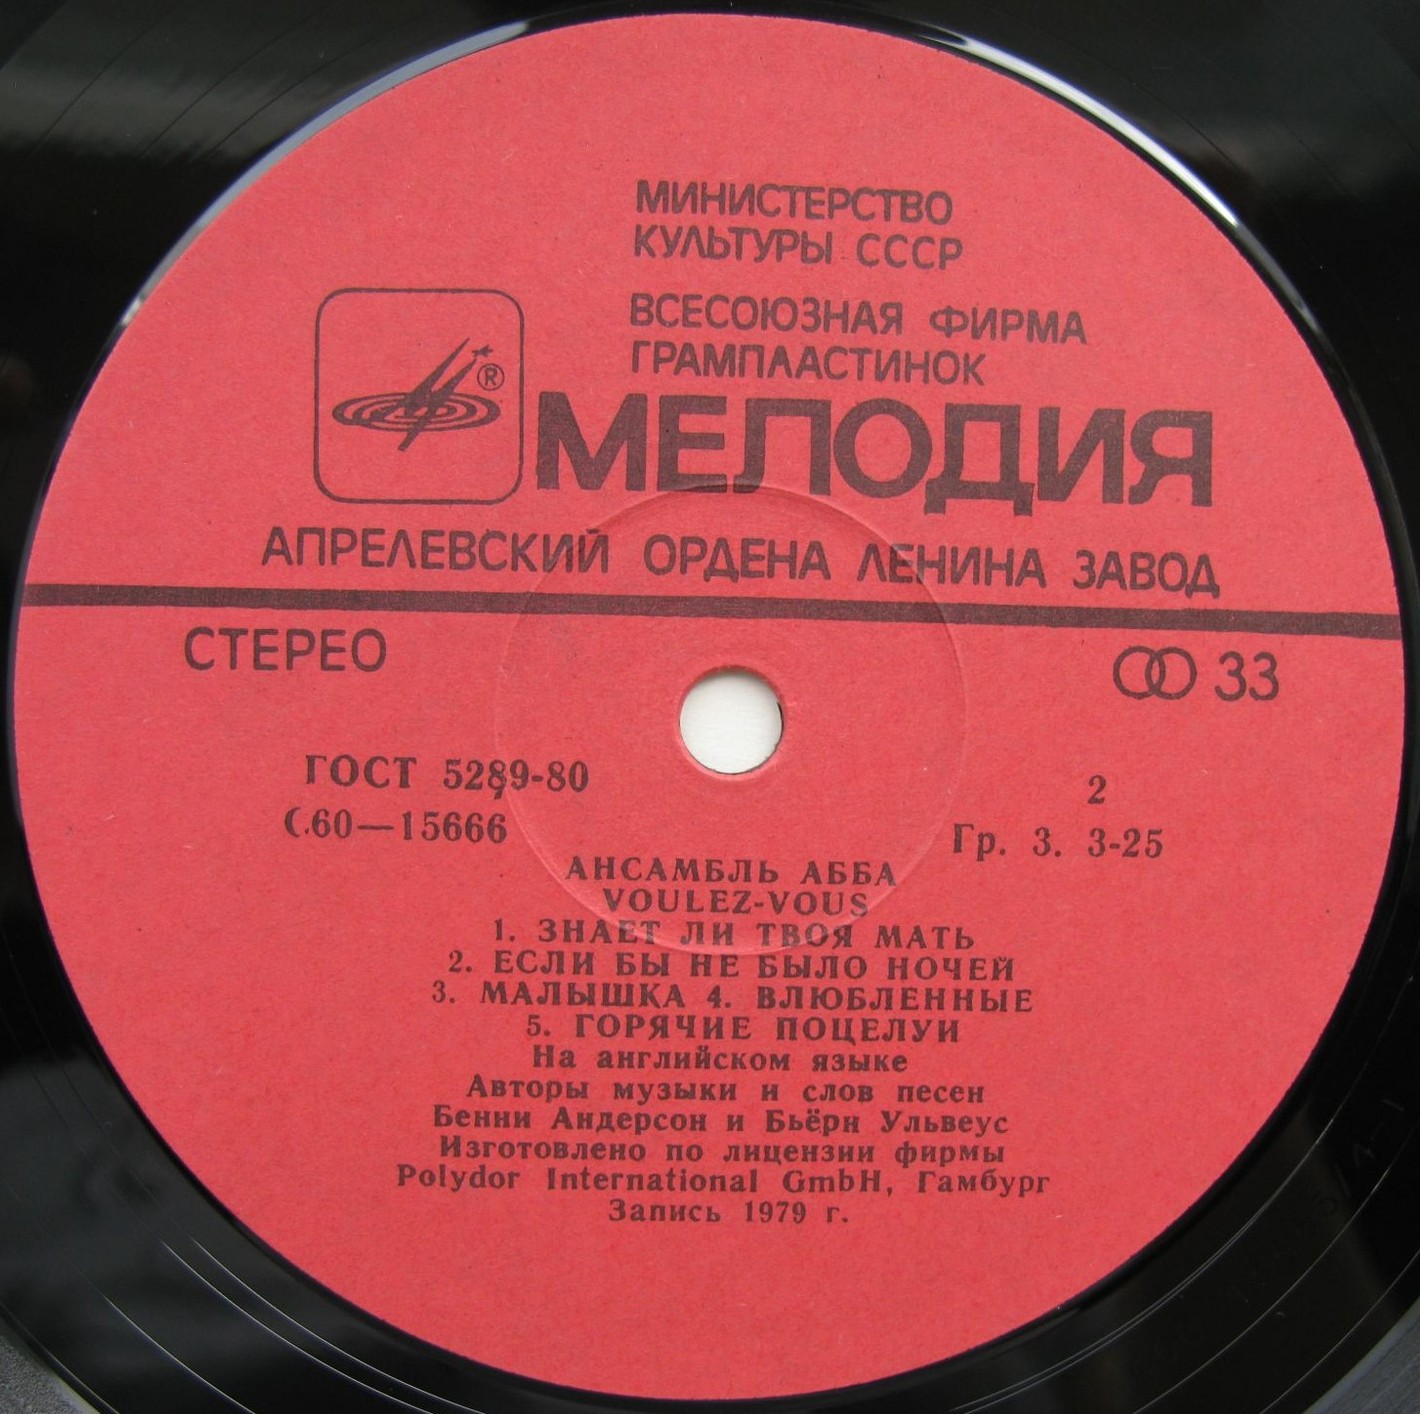 МИНИСТЕРСТВО
КУЛЬТУРЫ СССР
ВСЕСОЮЗНАЯ ФИРМА
ГРАМПЛАСТИНОК
®
МЕЛОДИЯ
АПРЕЛЕВСКИЙ ОРДЕНА ЛЕНИНА ЗАВОД
СТЕРЕО
33
ГОСТ 5289-80
2
С.60—15666
Гр. 3. 3-25
АНСАМБЛЬ АББА
VOULEZ-VOUS
1. ЗНАЕТ ЛИ ТВОЯ МАТЬ
2. ЕСЛИ БЫ НЕ БЫЛО НОЧЕЙ
3. МАЛЫШКА 4. ВЛЮБЛЕННЫЕ
5. ГОРЯЧИЕ ПОЦЕЛУИ
На английском языке
Авторы музыки и слов песен
Бенни Андерсон и Бьёрн Ульвеус
Изготовлено по лицензии фирмы
Polydor International GmbH, Гамбург
Запись 1979 г.